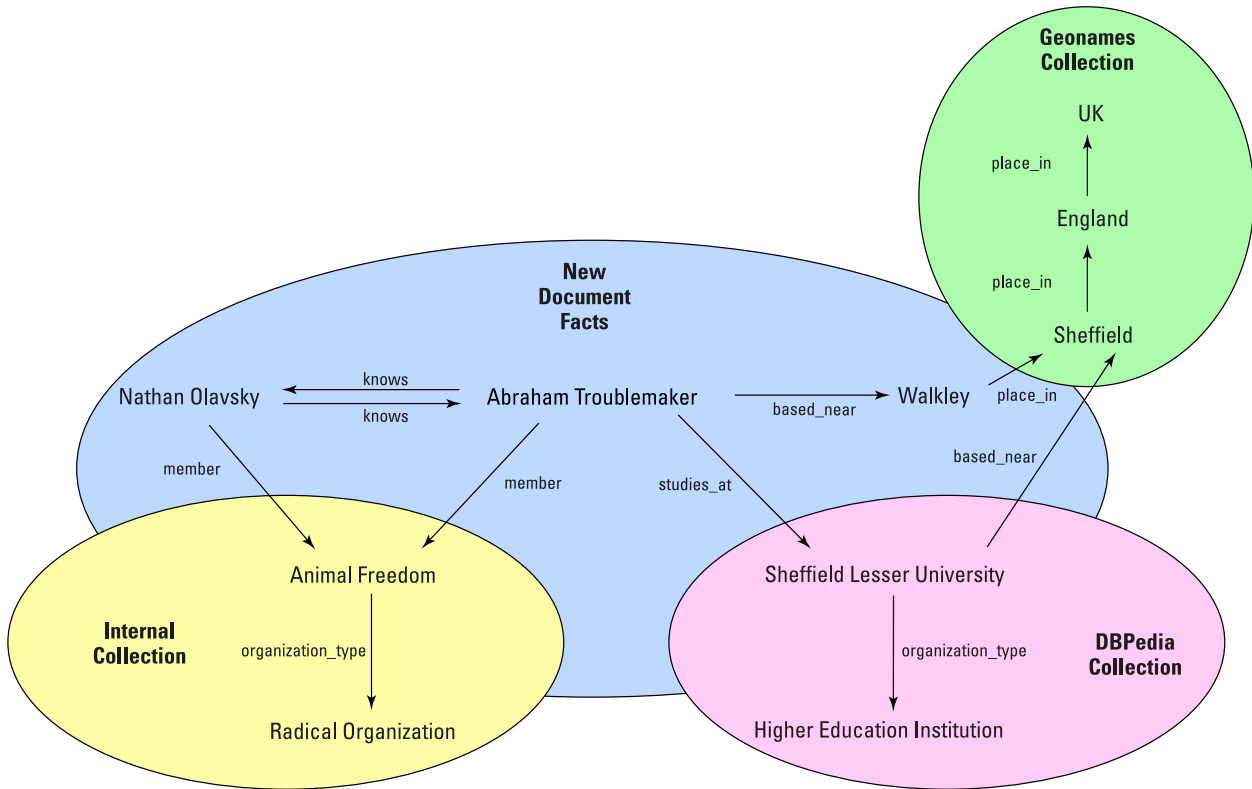 Geonames
Collection
UK
place_in
England
place_in
Sheffield
New
Document
Facts
Nathan Olavsky
knows
knows
Abraham Troublemaker
based_near
Walkley
place_in
member
member
studies_at
based_near
Animal Freedom
Sheffield Lesser University
Internal
Collection
organization_type
organization_type
DBPedia
Collection
Radical Organization
Higher Education Institution